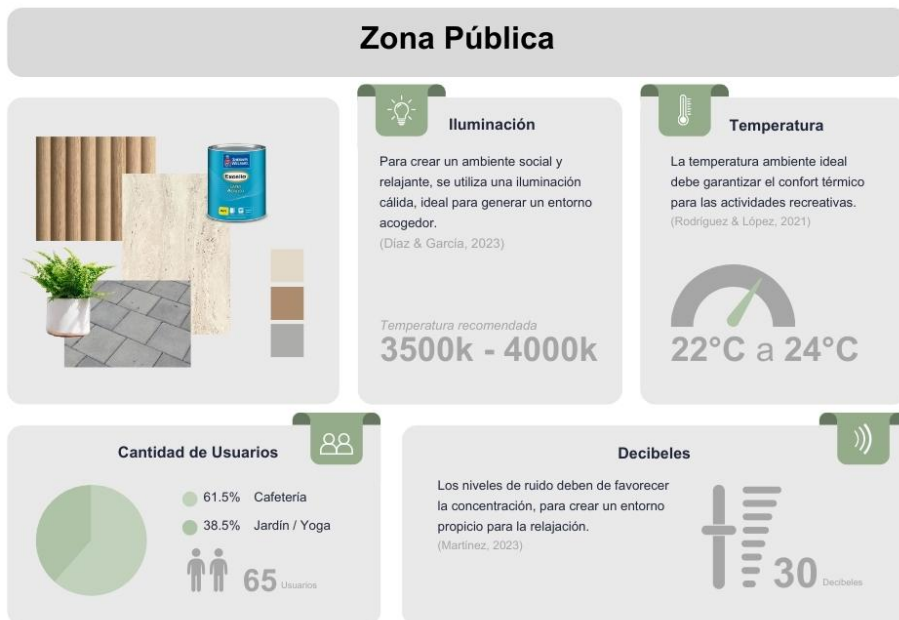 Zona Pública
SHERWIN
WILLIAMS
Excello
Iluminación
Para crear un ambiente social y
relajante, se utiliza una iluminación
cálida, ideal para generar un entorno
acogedor.
(Díaz & García, 2023)
Temperatura recomendada
3500k - 4000k
Temperatura
La temperatura ambiente ideal
debe garantizar el confort térmico
para las actividades recreativas.
(Rodríguez & López, 2021)
22°C a 24°C
Cantidad de Usuarios
61.5% Cafetería
38.5% Jardín / Yoga
65 Usuarios
Decibeles
Los niveles de ruido deben de favorecer
la concentración, para crear un entorno
propicio para la relajación.
(Martínez, 2023)
30 Decibeles